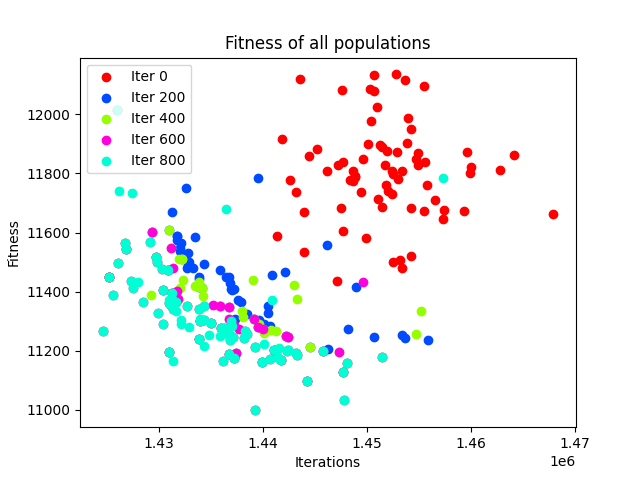 Fitness of all populations
Iter 0
Iter 200
Iter 400
Iter 600
Iter 800
12000
11800
11600
11400
11200
11000
Fitness
1.43 1.44 1.45 1.46 1.47
1e6
Iterations